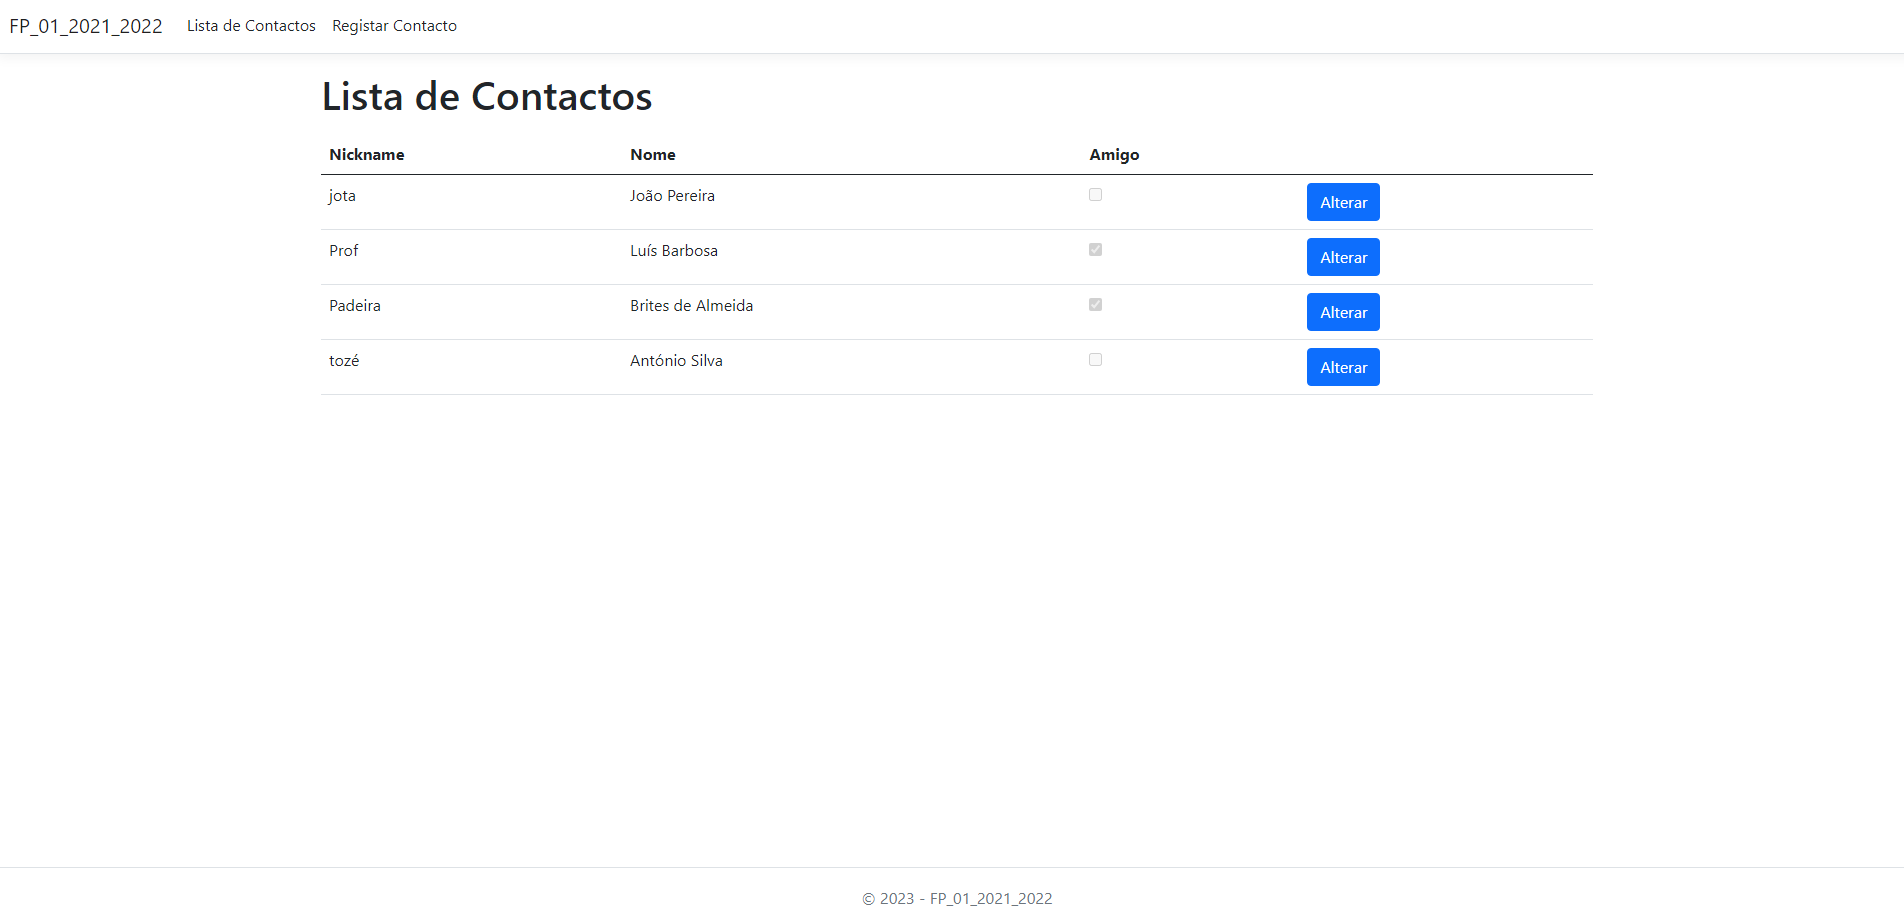 FP_01_2021_2022 Lista de Contactos Registar Contacto
Lista de Contactos
Nickname Nome Amigo
jota João Pereira Alterar
Prof Luís Barbosa Alterar
Padeira Brites de Almeida Alterar
tozé António Silva Alterar
© 2023 - FP_01_2021_2022